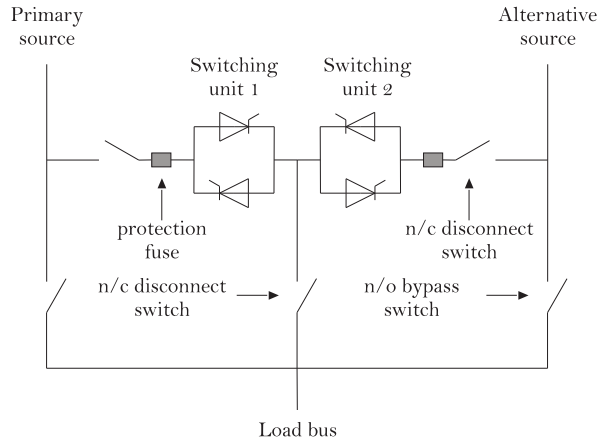 Primary
source
Alternative
source
Switching
unit 1
Switching
unit 2
protection
fuse
n/c disconnect
switch
n/c disconnect
switch
n/o bypass
switch
Load bus